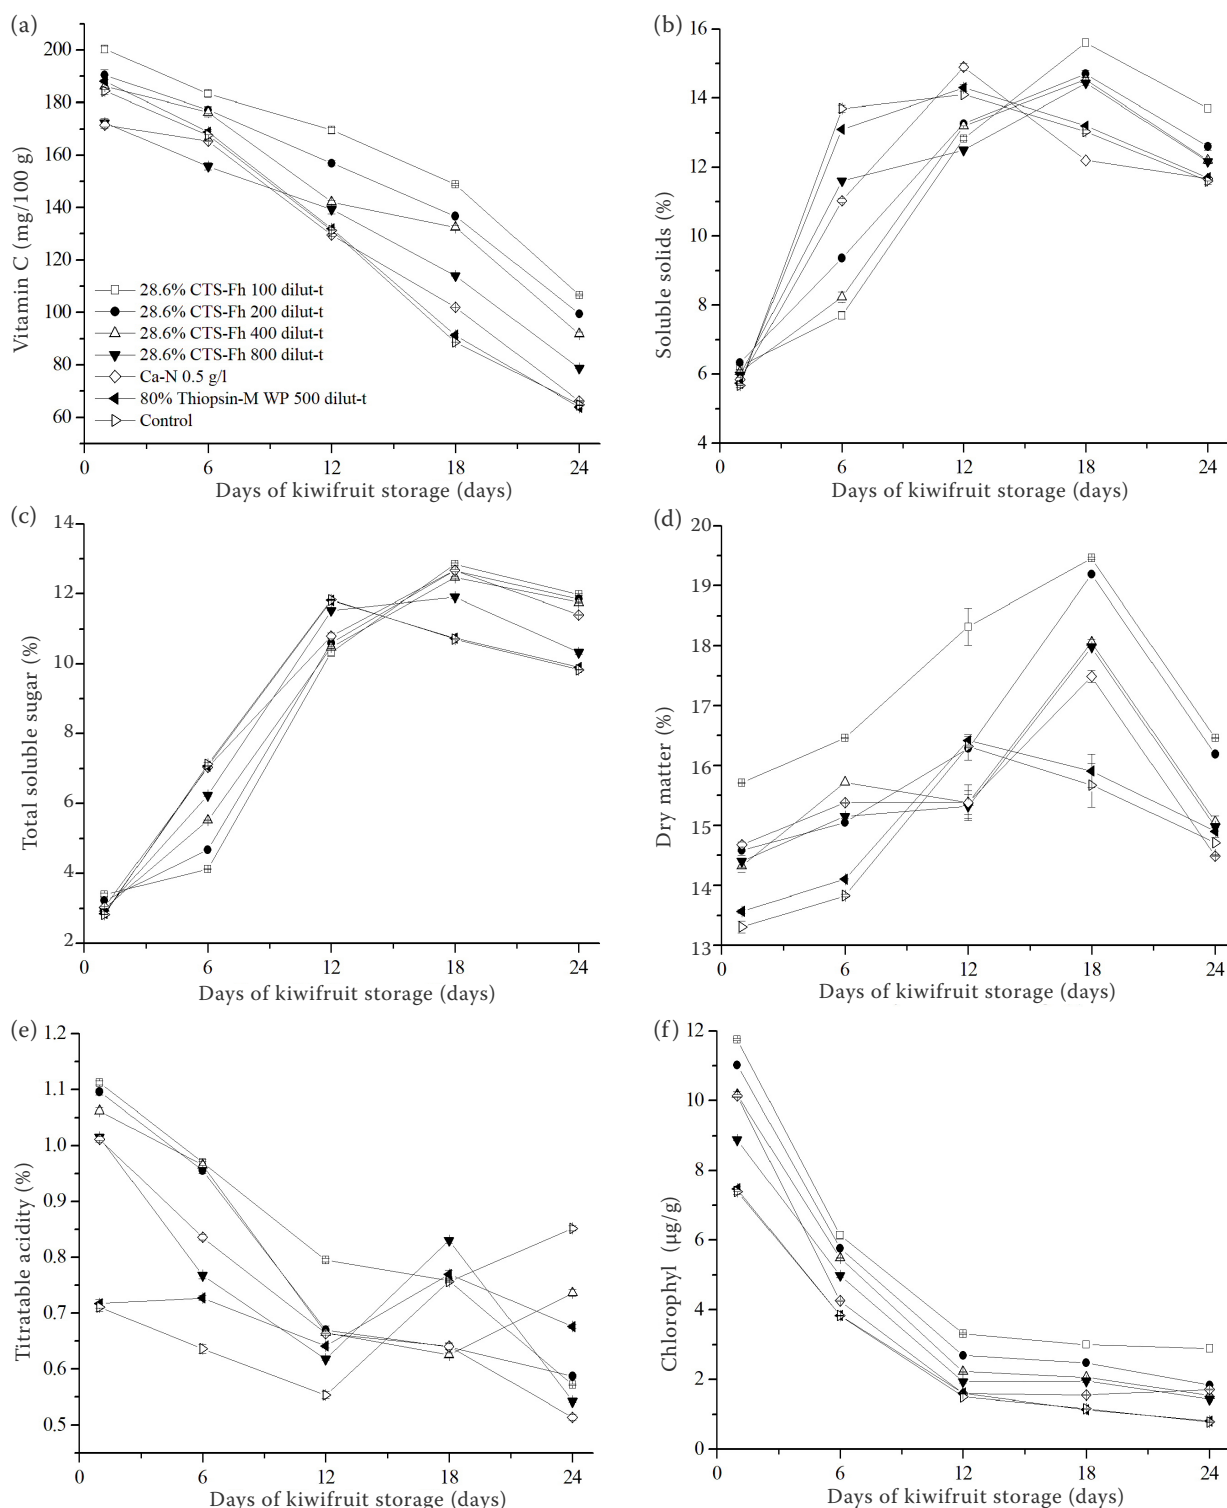 (a)
200
180
160
140
120
100
80
60
Vitamin C (mg/100 g)
28.6% CTS-Fh 100 dilut-t
28.6% CTS-Fh 200 dilut-t
28.6% CTS-Fh 400 dilut-t
28.6% CTS-Fh 800 dilut-t
Ca-N 0.5 g/l
80% Thiopsin-M WP 500 dilut-t
Control
0 6 12 18 24
Days of kiwifruit storage (days)
(b)
16
14
12
10
8
6
4
Soluble solids (%)
0 6 12 18 24
Days of kiwifruit storage (days)
(c)
14
12
10
8
6
4
2
Total soluble sugar (%)
0 6 12 18 24
Days of kiwifruit storage (days)
(d)
20
19
18
17
16
15
14
13
Dry matter (%)
0 6 12 18 24
Days of kiwifruit storage (days)
(e)
1.2
1.1
1.0
0.9
0.8
0.7
0.6
0.5
Titratable acidity (%)
0 6 12 18 24
Days of kiwifruit storage (days)
(f)
12
10
8
6
4
2
0
Chlorophyl (µg/g)
0 6 12 18 24
Days of kiwifruit storage (days)